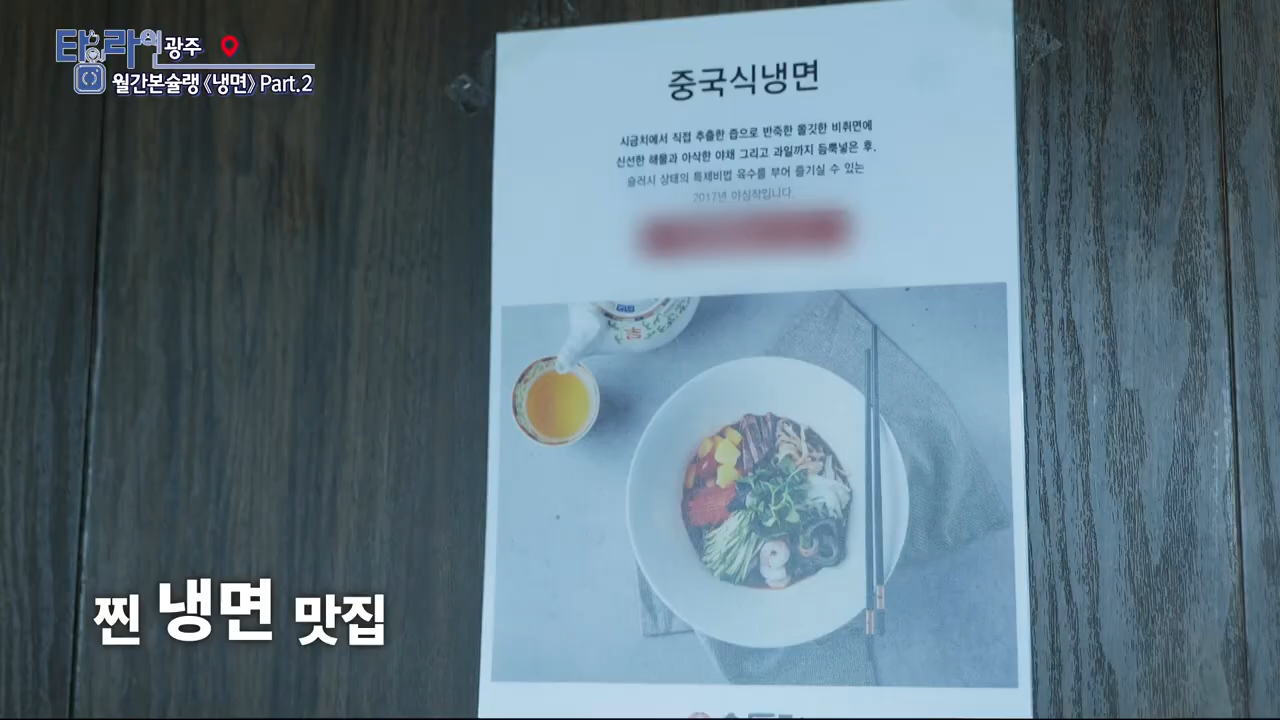 타라의 광주
월간본슐랭《냉면》Part.2
중국식냉면
시금치에서 직접 추출한 즙으로 반죽한 쫄깃한 비취면에
신선한 해물과 아삭한 야채 그리고 과일까지 듬뿍넣은 후,
슬러시 상태의 특제비법 육수를 부어 즐기실 수 있는
2017년 야심작입니다
吉
찐 냉면 맛집